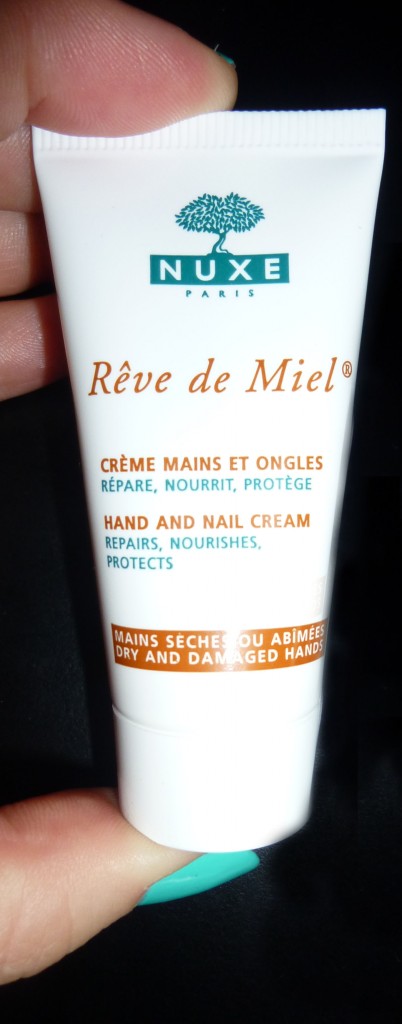 NUXE
PARIS
Rêve de Miel®
CRÈME MAINS ET ONGLES
RÉPARE, NOURRIT, PROTÈGE
HAND AND NAIL CREAM
REPAIRS, NOURISHES,
PROTECTS
MAINS SÈCHES OU ABÎMÉES
DRY AND DAMAGED HANDS